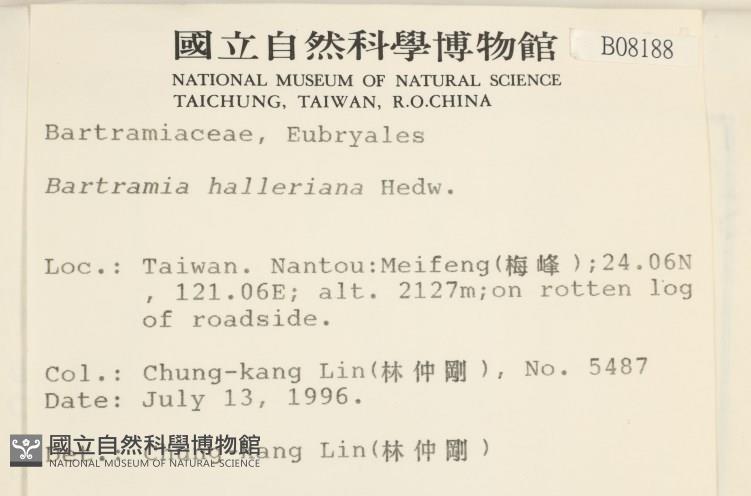 國立自然科學博物館 B08188
NATIONAL MUSEUM OF NATURAL SCIENCE
TAICHUNG, TAIWAN, R.O.CHINA
Bartramiaceae, Eubryales
Bartramia halleriana Hedw.
Loc.: Taiwan. Nantou:Meifeng(梅峰);24.06N
, 121.06E; alt. 2127m;on rotten log
of roadside.
Col.: Chung-kang Lin(林仲剛), No. 5487
Date: July 13, 1996.
Det.: Chung-kang Lin(林仲剛)
國立自然科學博物館
NATIONAL MUSEUM OF NATURAL SCIENCE